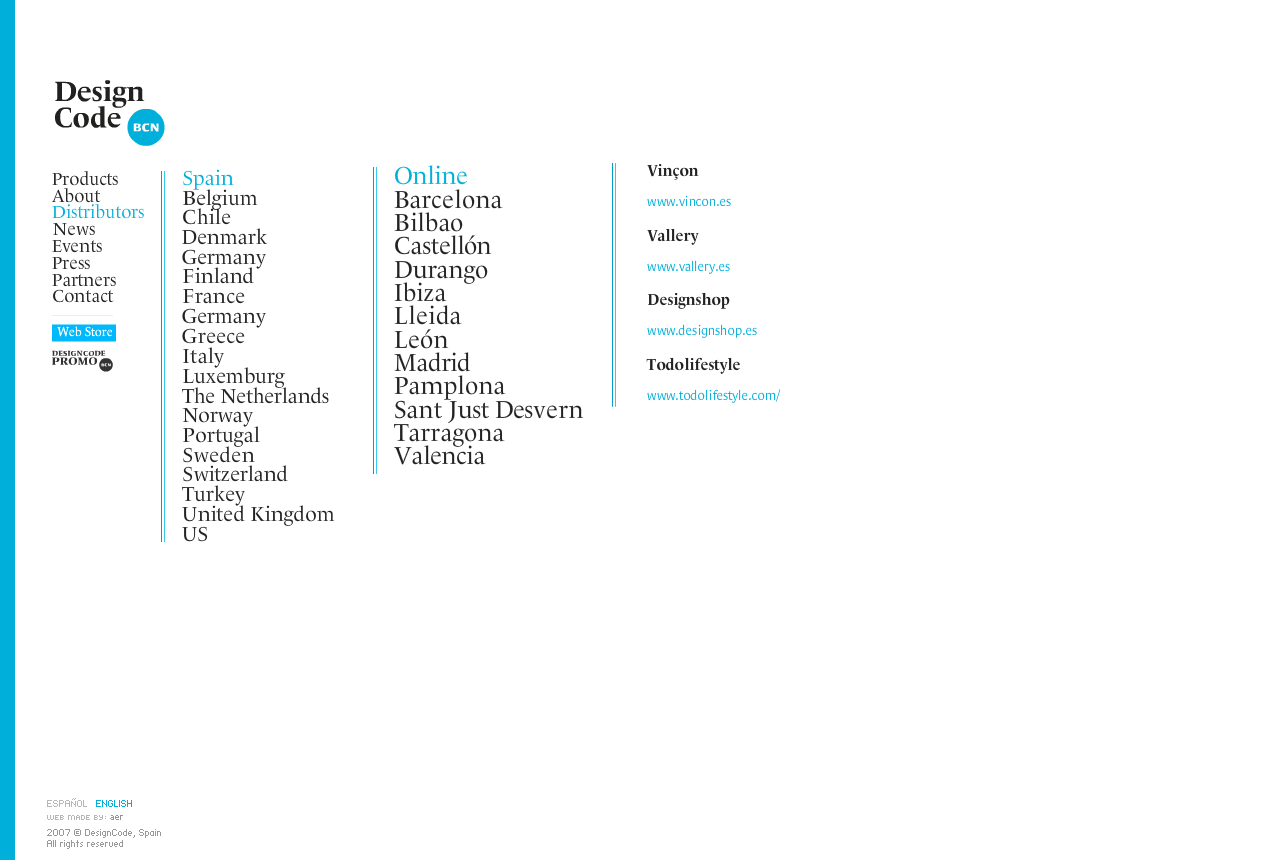 Design
Code
BCN
Products
About
Distributors
News
Events
Press
Partners
Contact
Web Store
DESIGNCODE
PROMO BCN
Spain
Belgium
Chile
Denmark
Germany
Finland
France
Germany
Greece
Italy
Luxemburg
The Netherlands
Norway
Portugal
Sweden
Switzerland
Turkey
United Kingdom
US
Online
Barcelona
Bilbao
Castellón
Durango
Ibiza
Lleida
León
Madrid
Pamplona
Sant Just Desvern
Tarragona
Valencia
Vinçon
www.vincon.es
Vallery
www.vallery.es
Designshop
www.designshop.es
Todolifestyle
www.todolifestyle.com/
ESPAÑOL ENGLISH
WEB MADE BY: aer
2007 © DesignCode, Spain
All rights reserved